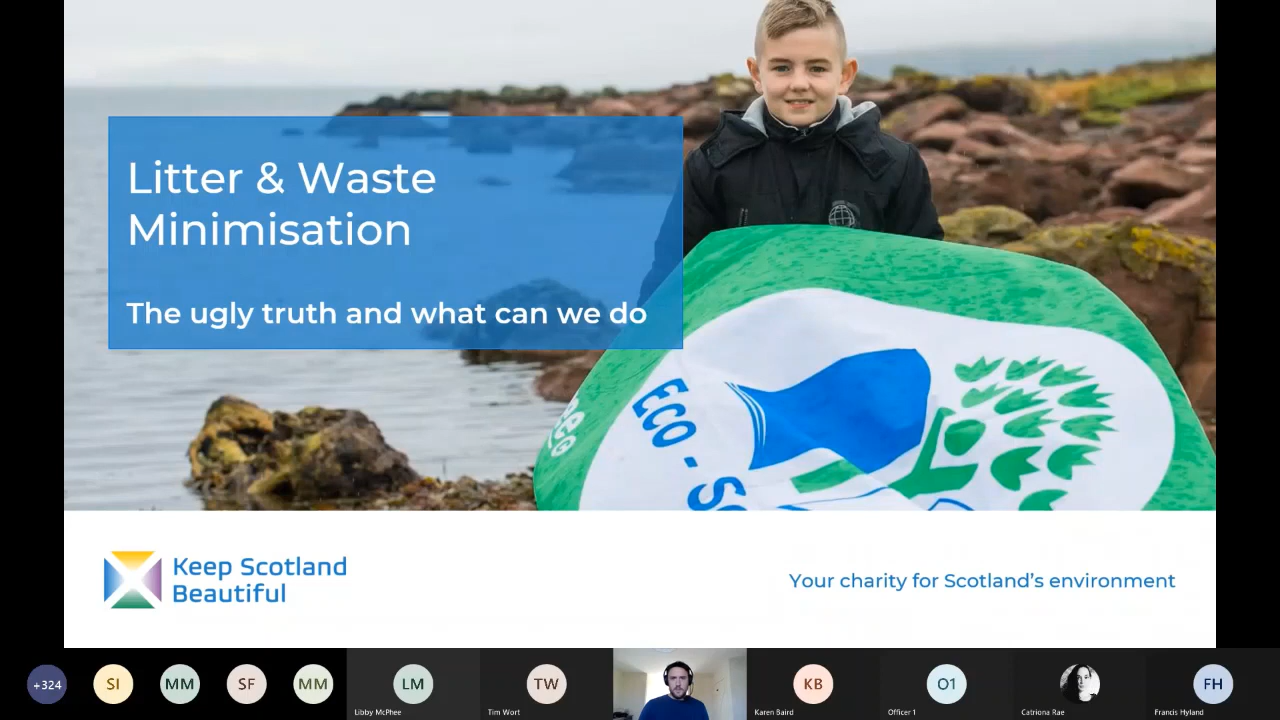 Litter & Waste
Minimisation
The ugly truth and what can we do
ECO - SC
eco
Keep Scotland
Beautiful
Your charity for Scotland's environment
+324
SI
MM
SF
MM
LM
TW
KB
O1
FH
Libby McPhee
Tim Wort
Karen Baird
Officer 1
Catriona Rae
Francis Hyland